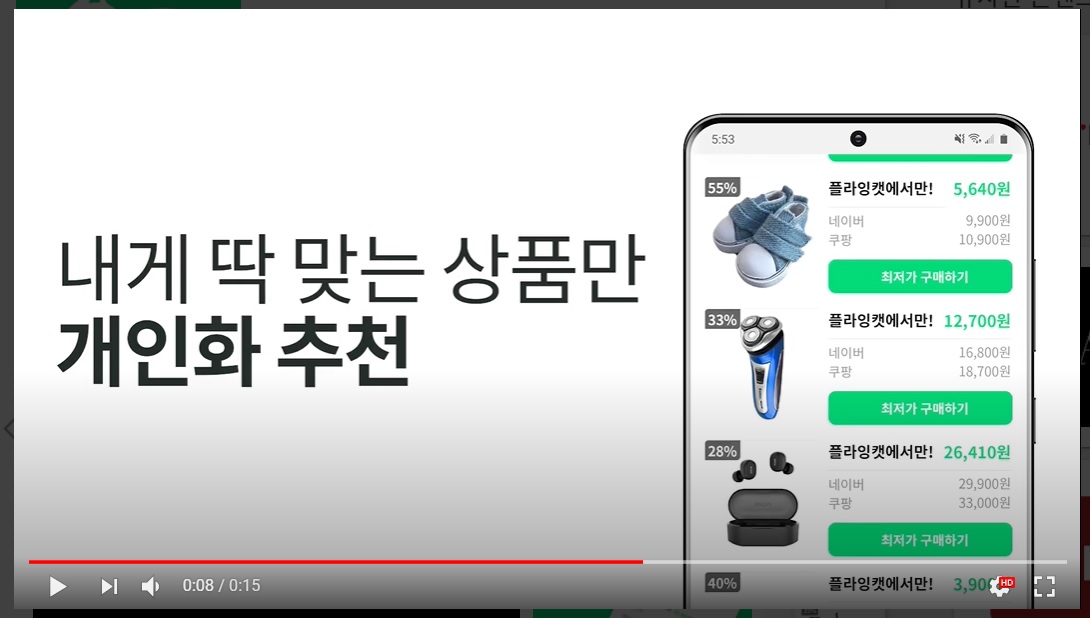 내게 딱 맞는 상품만
개인화 추천
5:53
55%
플라잉캣에서만! 5,640원
네이버 9,900원
쿠팡 10,900원
최저가 구매하기
33%
플라잉캣에서만! 12,700원
네이버 16,800원
쿠팡 18,700원
최저가 구매하기
28%
플라잉캣에서만! 26,410원
네이버 29,900원
쿠팡 33,000원
최저가 구매하기
40%
플라잉캣에서만!
0:08 / 0:15
HD